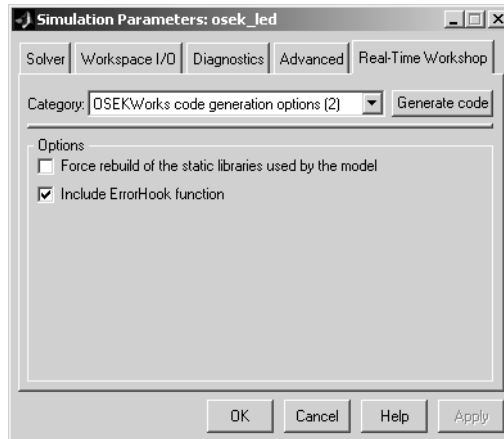 Simulation Parameters: osek_led
Solver Workspace I/O Diagnostics Advanced Real-Time Workshop
Category: OSEKWorks code generation options (2) Generate code
Options
Force rebuild of the static libraries used by the model
Include ErrorHook function
OK Cancel Help Apply